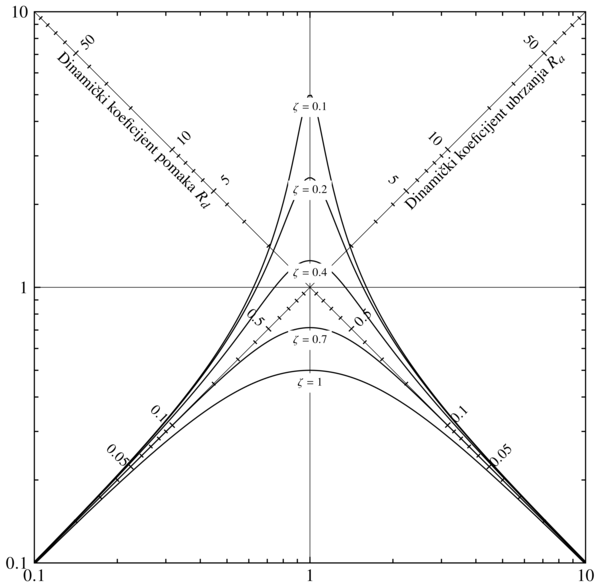 10
50
50
Dinamički koeficijent pomaka R_d
Dinamički koeficijent ubrzanja R_a
10
10
5
5
ζ = 0.1
ζ = 0.2
ζ = 0.4
1
0.5
0.5
ζ = 0.7
ζ = 1
0.1
0.1
0.05
0.05
0.1
0.1
1
10